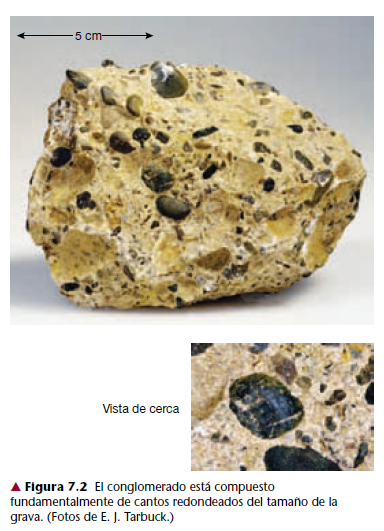 5 cm
Vista de cerca
▲ Figura 7.2 El conglomerado está compuesto
fundamentalmente de cantos redondeados del tamaño de la
grava. (Fotos de E. J. Tarbuck.)